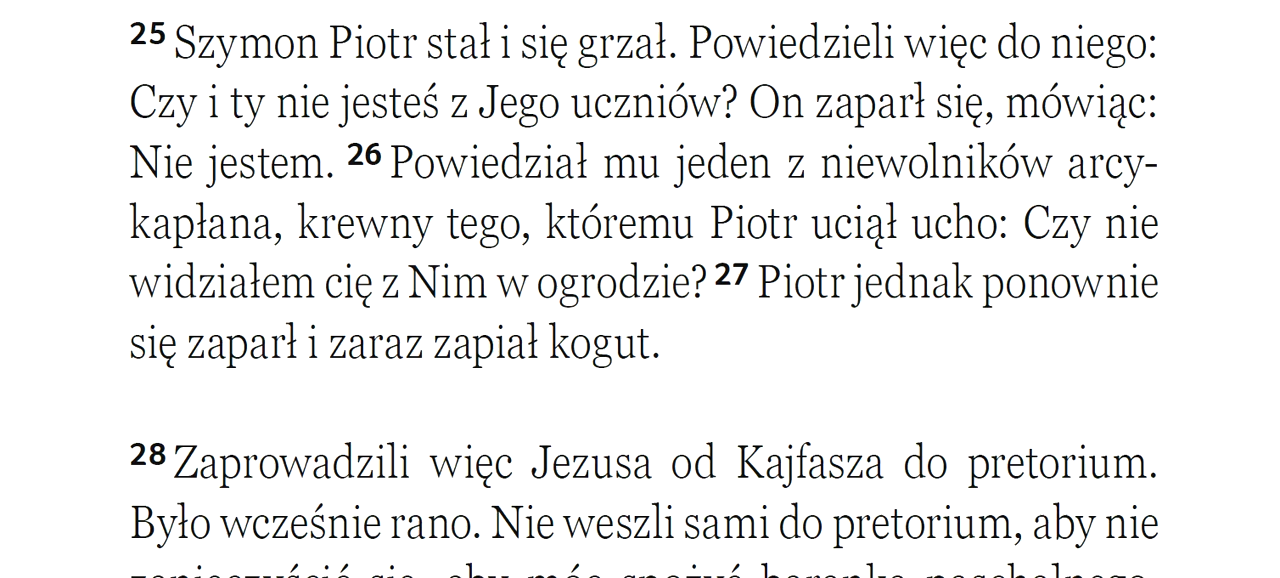 25 Szymon Piotr stał i się grzał. Powiedzieli więc do niego:
Czy i ty nie jesteś z Jego uczniów? On zaparł się, mówiąc:
Nie jestem. 26 Powiedział mu jeden z niewolników arcy-
kapłana, krewny tego, któremu Piotr uciął ucho: Czy nie
widziałem cię z Nim w ogrodzie? 27 Piotr jednak ponownie
się zaparł i zaraz zapiał kogut.
28 Zaprowadzili więc Jezusa od Kajfasza do pretorium.
Było wcześnie rano. Nie weszli sami do pretorium, aby nie